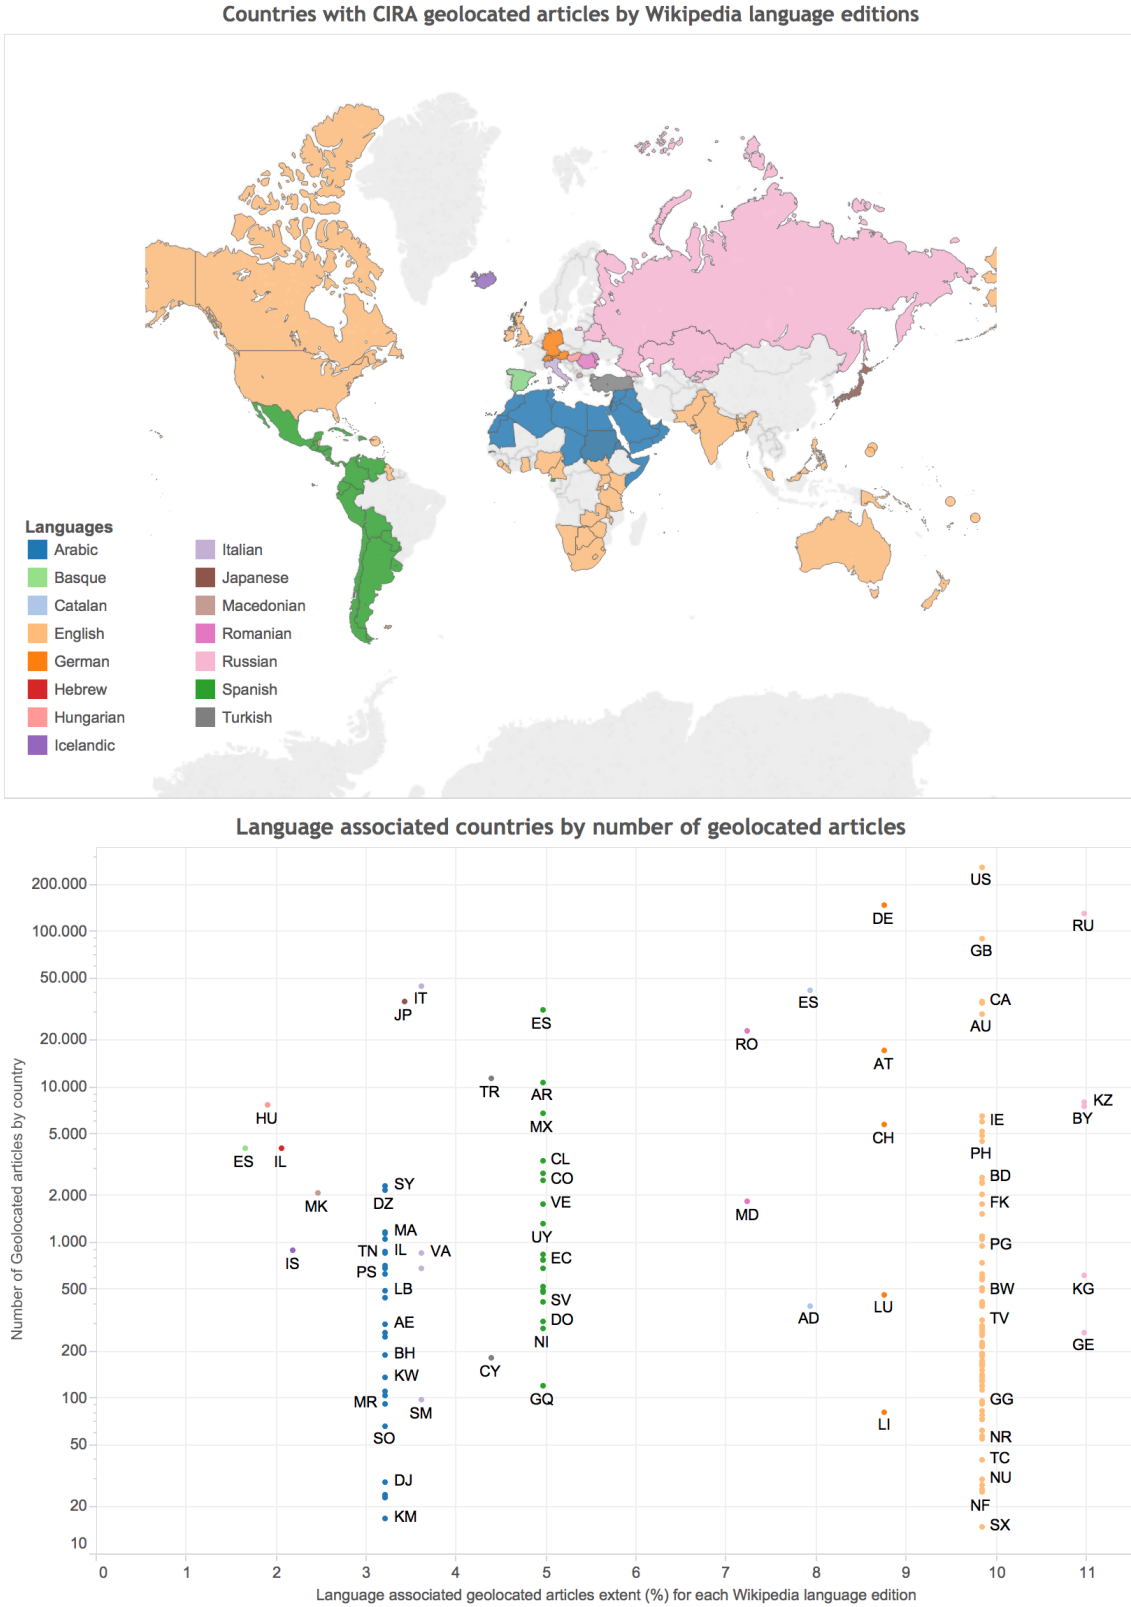 Countries with CIRA geolocated articles by Wikipedia language editions
Languages
Arabic
Basque
Catalan
English
German
Hebrew
Hungarian
Icelandic
Italian
Japanese
Macedonian
Romanian
Russian
Spanish
Turkish
Language associated countries by number of geolocated articles
Number of Geolocated articles by country
200.000
100.000
50.000
20.000
10.000
5.000
2.000
1.000
500
200
100
50
20
10
US
DE
RU
GB
IT
JP
ES
ES
CA
AU
RO
AT
TR
AR
KZ
BY
HU
MX
CH
IE
PH
ES
IL
CL
CO
BD
SY
DZ
MK
VE
MD
FK
MA
UY
TN
IL
VA
EC
PG
IS
PS
LB
SV
BW
KG
AE
DO
AD
LU
TV
NI
GE
BH
CY
KW
MR
SM
GQ
GG
SO
LI
NR
TC
DJ
NU
NF
KM
SX
0 1 2 3 4 5 6 7 8 9 10 11
Language associated geolocated articles extent (%) for each Wikipedia language edition